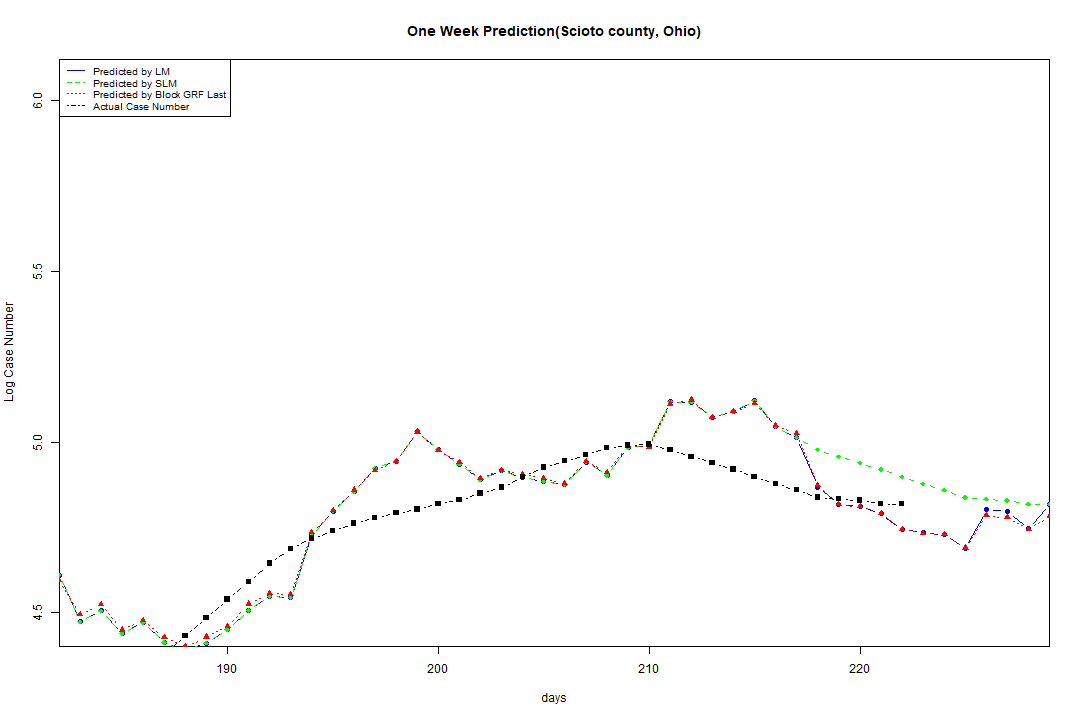 One Week Prediction(Scioto county, Ohio)
Predicted by LM
Predicted by SLM
Predicted by Block GRF Last
Actual Case Number
6.0
5.5
5.0
4.5
Log Case Number
190 200 210 220
days